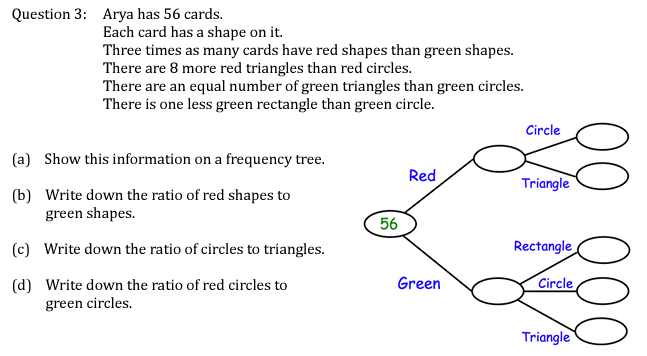 Question 3: Arya has 56 cards.
Each card has a shape on it.
Three times as many cards have red shapes than green shapes.
There are 8 more red triangles than red circles.
There are an equal number of green triangles than green circles.
There is one less green rectangle than green circle.
(a) Show this information on a frequency tree.
(b) Write down the ratio of red shapes to
green shapes.
(c) Write down the ratio of circles to triangles.
(d) Write down the ratio of red circles to
green circles.
Circle
Red
Triangle
56
Rectangle
Green
Circle
Triangle